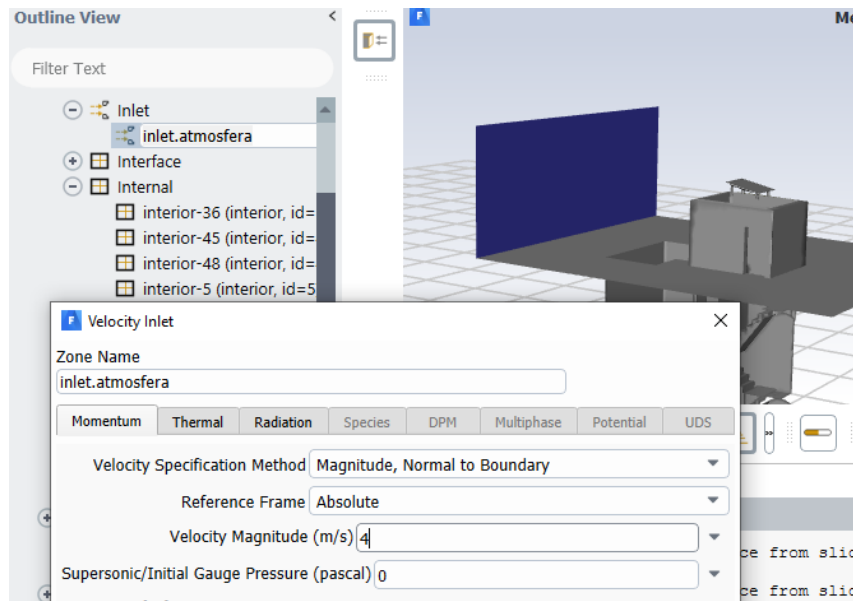 Outline View
<
Filter Text
Inlet
inlet.atmosfera
Interface
Internal
interior-36 (interior, id=
interior-45 (interior, id=
interior-48 (interior, id=
interior-5 (interior, id=5
Velocity Inlet
Zone Name
inlet.atmosfera
Momentum Thermal Radiation Species DPM Multiphase Potential UDS
Velocity Specification Method Magnitude, Normal to Boundary
Reference Frame Absolute
Velocity Magnitude (m/s) 4
Supersonic/Initial Gauge Pressure (pascal) 0
F
Me
»
ce from slic
ce from slic